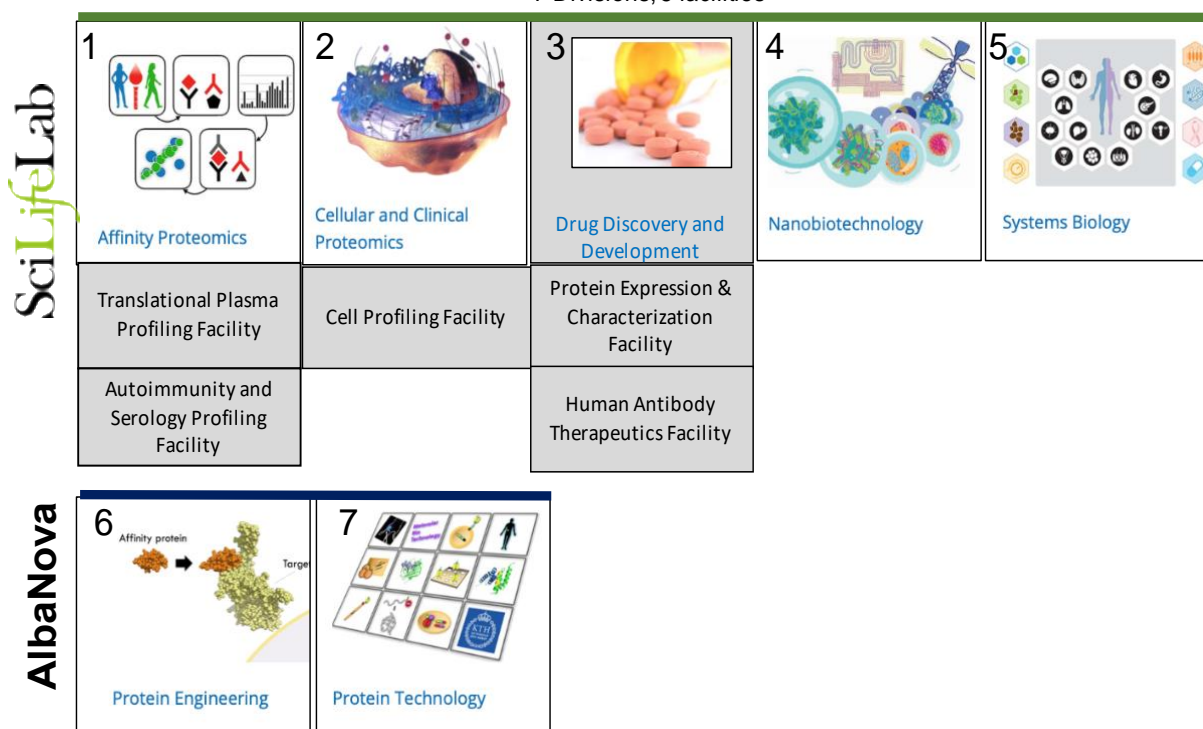 SciLifeLab
1
Affinity Proteomics
2
Cellular and Clinical
Proteomics
3
Drug Discovery and
Development
4
Nanobiotechnology
5
Systems Biology
Translational Plasma
Profiling Facility
Cell Profiling Facility
Protein Expression &
Characterization
Facility
Autoimmunity and
Serology Profiling
Facility
Human Antibody
Therapeutics Facility
AlbaNova
6
Affinity protein
Targe
Protein Engineering
7
KTH
Protein Technology